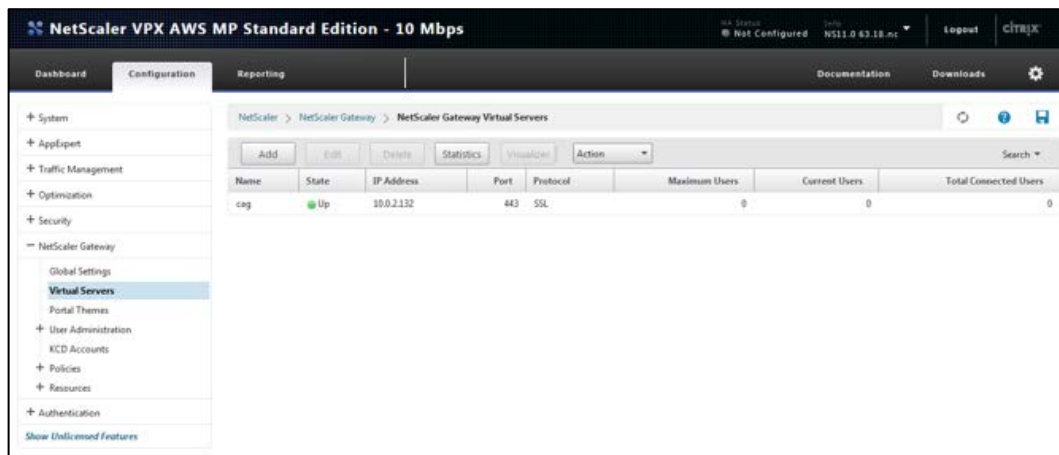 NetScaler VPX AWS MP Standard Edition - 10 Mbps
HA Status
Not Configured
Info
NS11.0 63.18.nc
Logout
CITRIX
Dashboard Configuration Reporting Documentation Downloads
+ System
+ AppExpert
+ Traffic Management
+ Optimization
+ Security
− NetScaler Gateway
Global Settings
Virtual Servers
Portal Themes
+ User Administration
KCD Accounts
+ Policies
+ Resources
+ Authentication
Show Unlicensed Features
NetScaler > NetScaler Gateway > NetScaler Gateway Virtual Servers
Add Edit Delete Statistics Visualizer Action Search
Name State IP Address Port Protocol Maximum Users Current Users Total Connected Users
cag Up 10.0.2.132 443 SSL 0 0 0